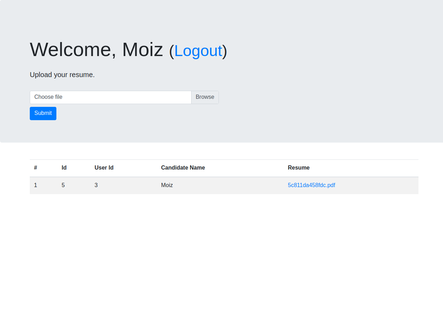 Welcome, Moiz (Logout)
Upload your resume.
Choose file Browse
Submit
# Id User Id Candidate Name Resume
1 5 3 Moiz 5c811da458fdc.pdf